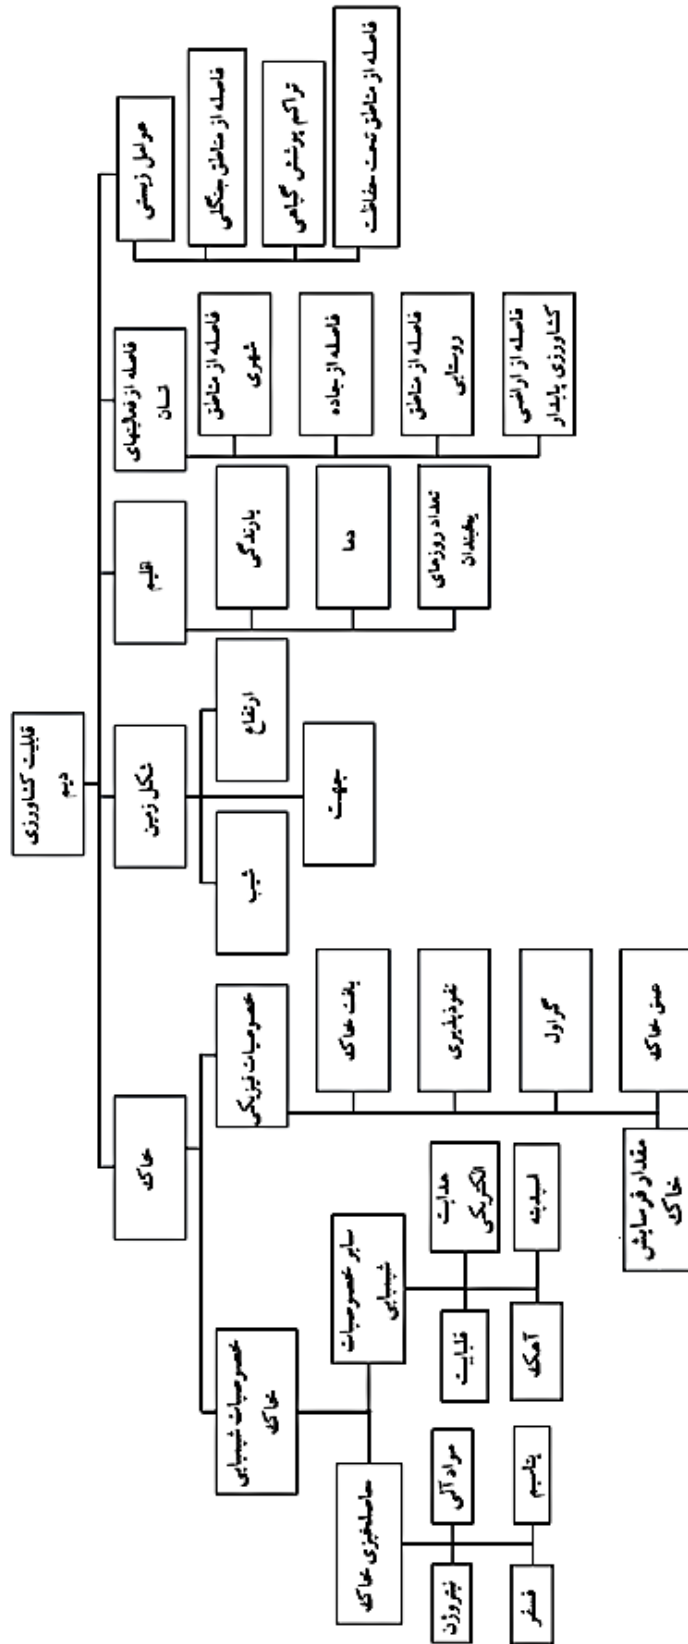 قابلیت کشاورزی
دیم
عوامل زیستی
فاصله از فعالیتهای
انسان
اقلیم
شکل زمین
خاک
فاصله از مناطق جنگلی
تراکم پوشش گیاهی
فاصله از مناطق تحت حفاظت
فاصله از مناطق
شهری
فاصله از جاده
فاصله از مناطق
روستایی
فاصله از اراضی
کشاورزی پایدار
بارندگی
دما
تعداد روزهای
یخبندان
ارتفاع
شیب
جهت
خصوصیات فیزیکی
بافت خاک
نفوذپذیری
گراول
عمق خاک
مقدار فرسایش
خاک
خصوصیات شیمیایی
خاک
سایر خصوصیات
شیمیایی
هدایت
الکتریکی
قلیایت
اسیدیته
آهک
حاصلخیزی خاک
مواد آلی
نیتروژن
پتاسیم
فسفر